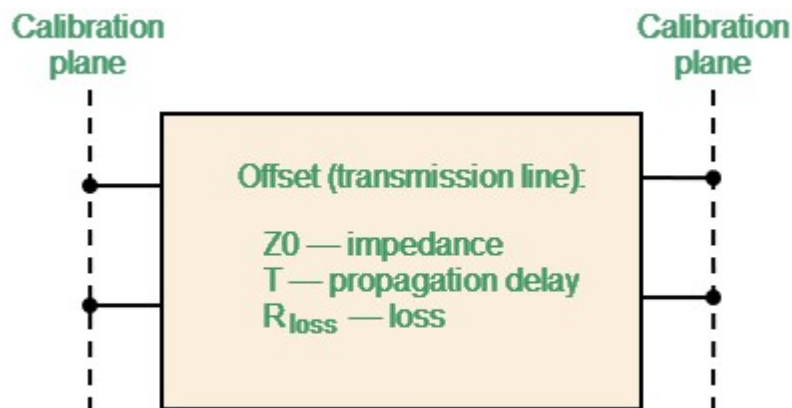 Calibration
plane
Calibration
plane
Offset (transmission line):
Z0 — impedance
T — propagation delay
Rloss — loss